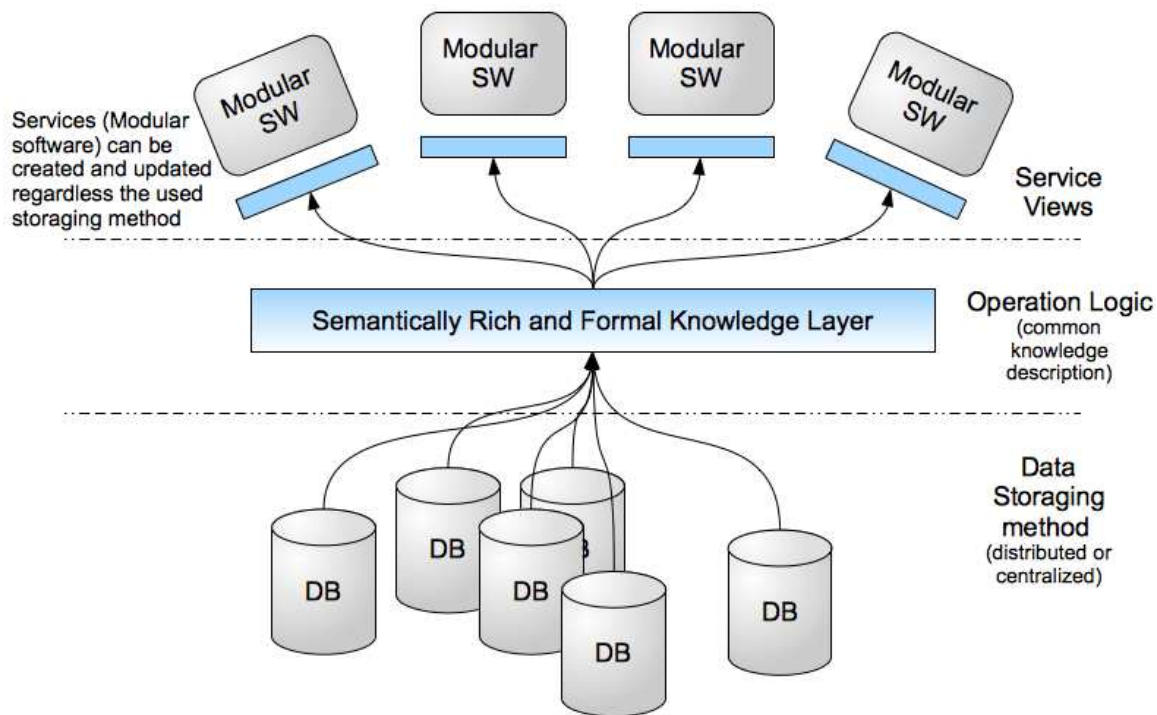 Modular
SW
Modular
SW
Modular
SW
Modular
SW
Services (Modular
software) can be
created and updated
regardless the used
storaging method
Service
Views
Semantically Rich and Formal Knowledge Layer
Operation Logic
(common
knowledge
description)
Data
Storaging
method
(distributed or
centralized)
DB
DB
DB
DB
DB